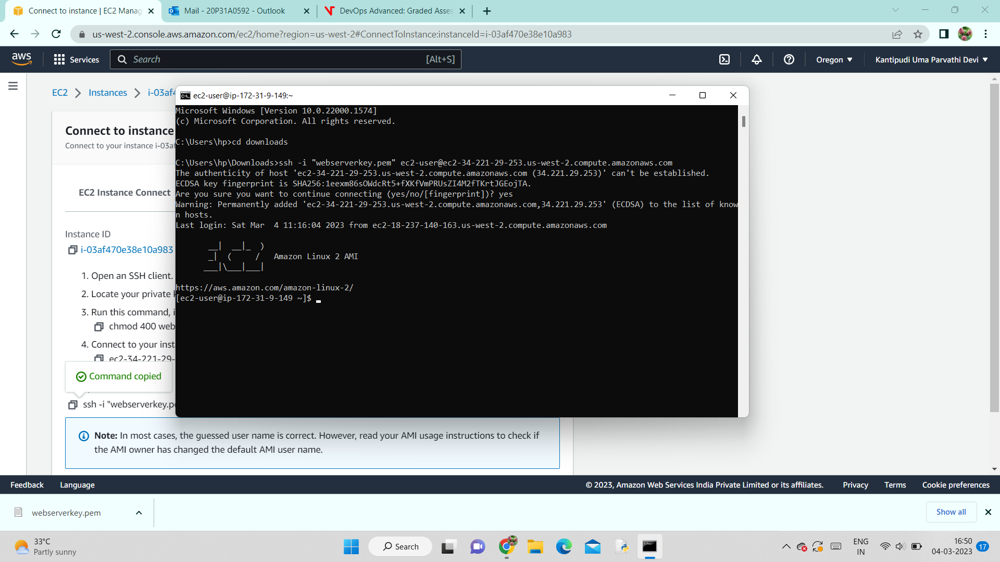 Connect to instance | EC2 Manag
Mail - 20P31A0592 - Outlook
DevOps Advanced: Graded Asses
us-west-2.console.aws.amazon.com/ec2/home?region=us-west-2#ConnectToInstance:instanceId=i-03af470e38e10a983
aws
Services
Search
[Alt+S]
Oregon
Kantipudi Uma Parvathi Devi
EC2
Instances
i-03af4
Connect to instance
Connect to your instance i-03af
EC2 Instance Connect
Instance ID
i-03af470e38e10a983
1. Open an SSH client.
2. Locate your private k
3. Run this command, i
chmod 400 web
4. Connect to your inst
ec2-34-221-29-
Command copied
ssh -i "webserverkey.pe
Note: In most cases, the guessed user name is correct. However, read your AMI usage instructions to check if
the AMI owner has changed the default AMI user name.
ec2-user@ip-172-31-9-149:~
Microsoft Windows [Version 10.0.22000.1574]
(c) Microsoft Corporation. All rights reserved.
C:\Users\hp>cd downloads
C:\Users\hp\Downloads>ssh -i "webserverkey.pem" ec2-user@ec2-34-221-29-253.us-west-2.compute.amazonaws.com
The authenticity of host 'ec2-34-221-29-253.us-west-2.compute.amazonaws.com (34.221.29.253)' can't be established.
ECDSA key fingerprint is SHA256:1eexm86sOWdcRt5+fXKfVmPRUsZI4M2fTKrtJGEojTA.
Are you sure you want to continue connecting (yes/no/[fingerprint])? yes
Warning: Permanently added 'ec2-34-221-29-253.us-west-2.compute.amazonaws.com,34.221.29.253' (ECDSA) to the list of know
n hosts.
Last login: Sat Mar  4 11:16:04 2023 from ec2-18-237-140-163.us-west-2.compute.amazonaws.com
       __|  __|_  )
       _|  (     /   Amazon Linux 2 AMI
      ___|\___|___|
https://aws.amazon.com/amazon-linux-2/
[ec2-user@ip-172-31-9-149 ~]$
Feedback
Language
© 2023, Amazon Web Services India Private Limited or its affiliates.
Privacy
Terms
Cookie preferences
webserverkey.pem
Show all
33°C
Partly sunny
Search
ENG
IN
16:50
04-03-2023
17